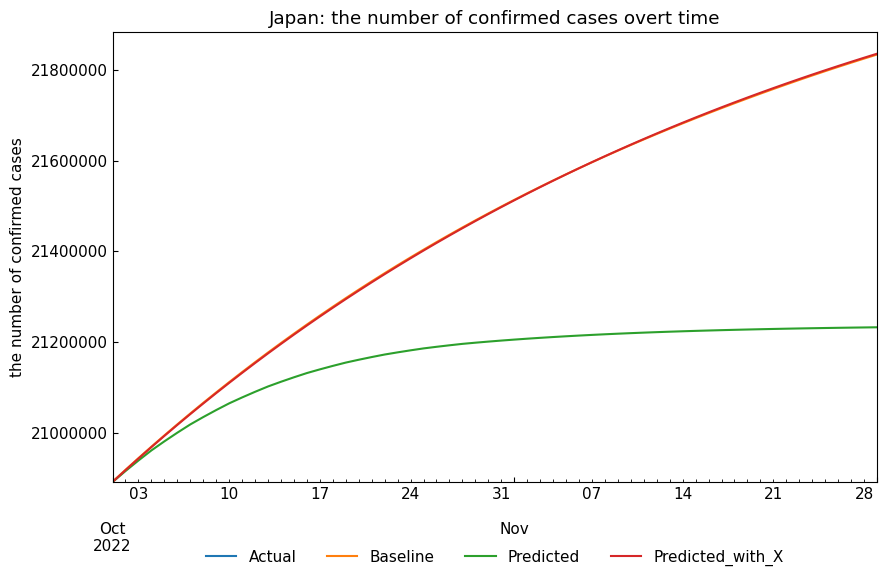 Japan: the number of confirmed cases overt time
the number of confirmed cases
21800000
21600000
21400000
21200000
21000000
03 10 17 24 31 07 14 21 28
Oct Nov
2022
Actual Baseline Predicted Predicted_with_X